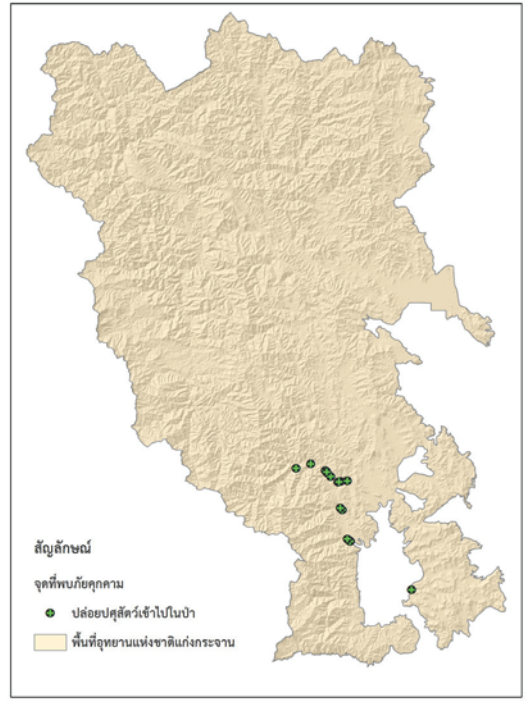 สัญลักษณ์
จุดที่พบภัยคุกคาม
ปล่อยปศุสัตว์เข้าไปในป่า
พื้นที่อุทยานแห่งชาติแก่งกระจาน